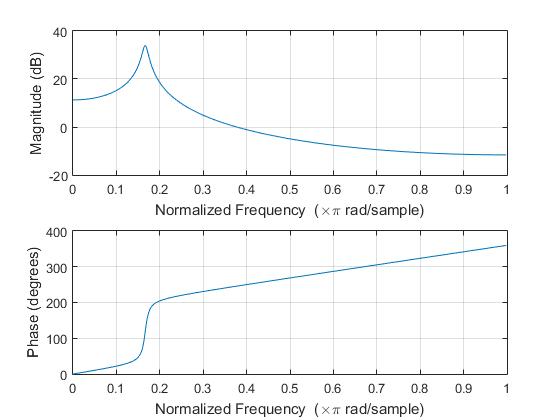 40
20
0
-20
Magnitude (dB)
0 0.1 0.2 0.3 0.4 0.5 0.6 0.7 0.8 0.9 1
Normalized Frequency (×π rad/sample)
400
300
200
100
0
Phase (degrees)
0 0.1 0.2 0.3 0.4 0.5 0.6 0.7 0.8 0.9 1
Normalized Frequency (×π rad/sample)